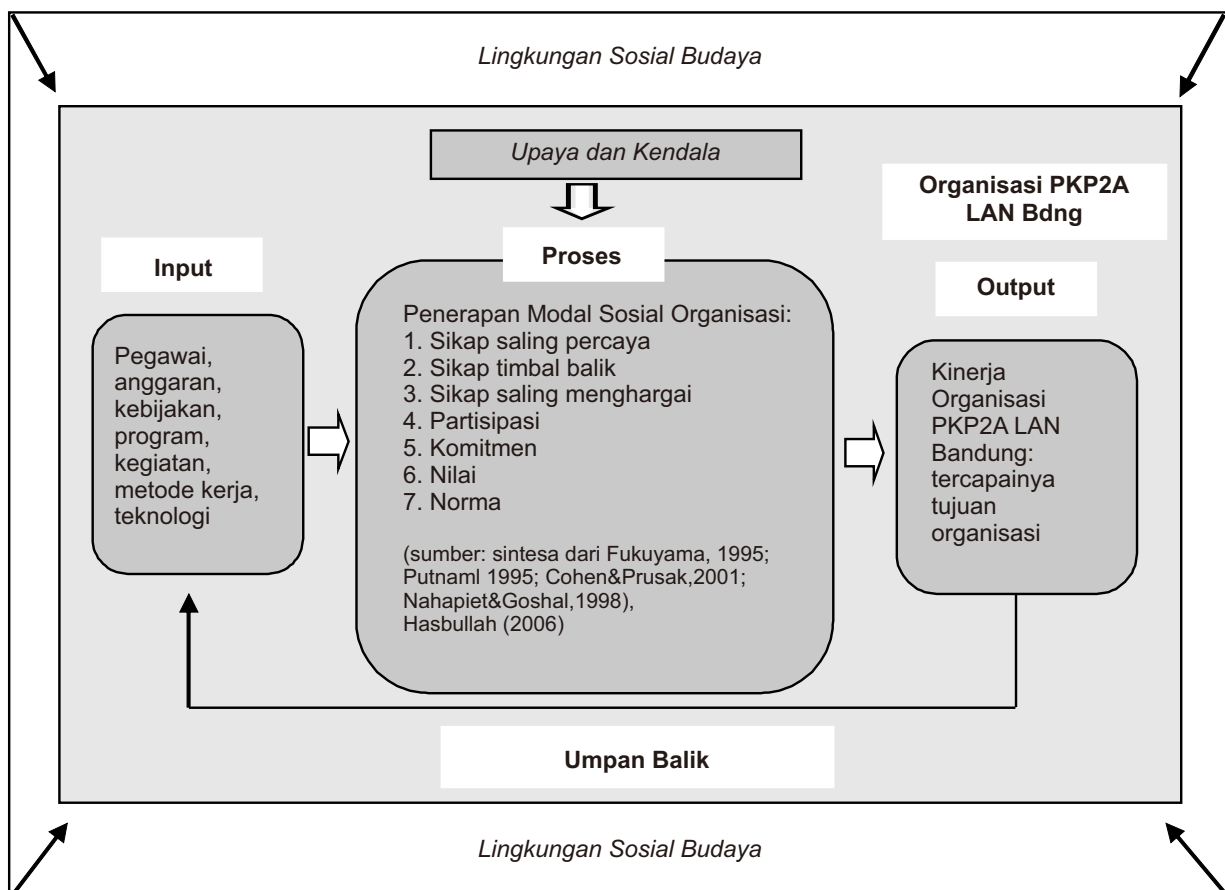 Lingkungan Sosial Budaya
Upaya dan Kendala
Organisasi PKP2A
LAN Bdng
Input
Pegawai,
anggaran,
kebijakan,
program,
kegiatan,
metode kerja,
teknologi
Proses
Penerapan Modal Sosial Organisasi:
1. Sikap saling percaya
2. Sikap timbal balik
3. Sikap saling menghargai
4. Partisipasi
5. Komitmen
6. Nilai
7. Norma
(sumber: sintesa dari Fukuyama, 1995;
Putnaml 1995; Cohen&Prusak,2001;
Nahapiet&Goshal,1998),
Hasbullah (2006)
Output
Kinerja
Organisasi
PKP2A LAN
Bandung:
tercapainya
tujuan
organisasi
Umpan Balik
Lingkungan Sosial Budaya